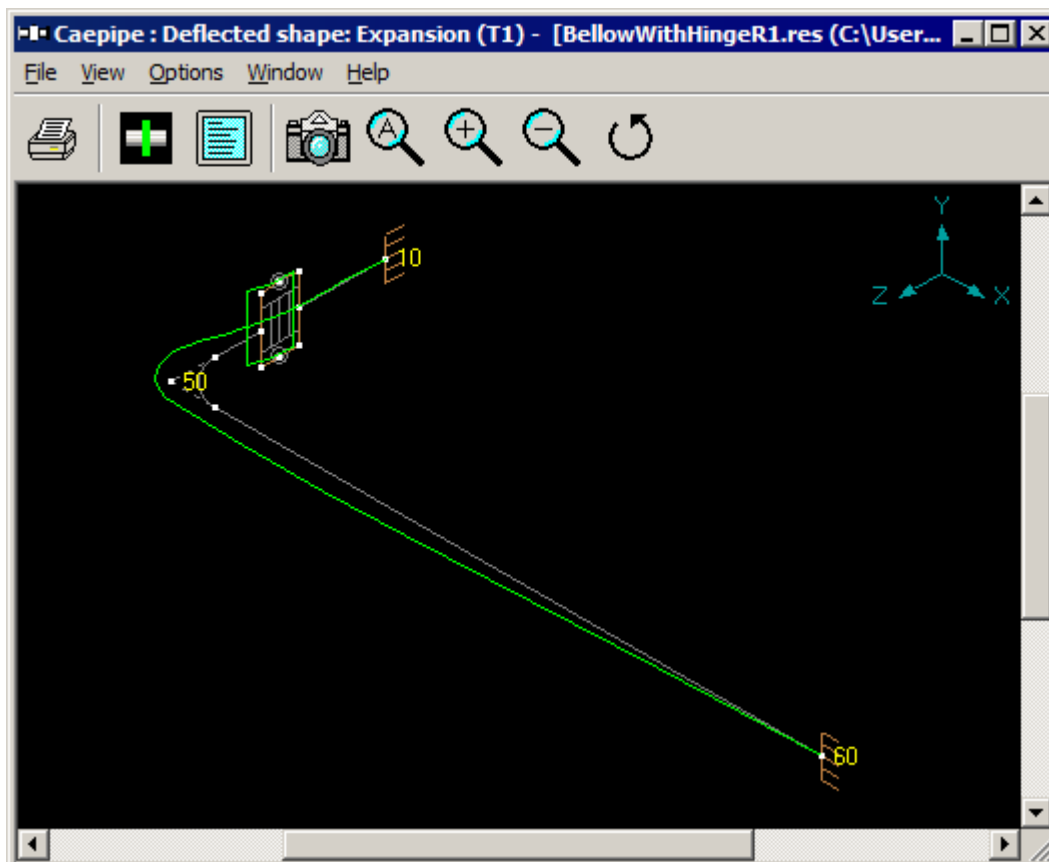 Caepipe : Deflected shape: Expansion (T1) - [BellowWithHingeR1.res (C:\User...
File View Options Window Help
A
Y
Z
X
10
50
60